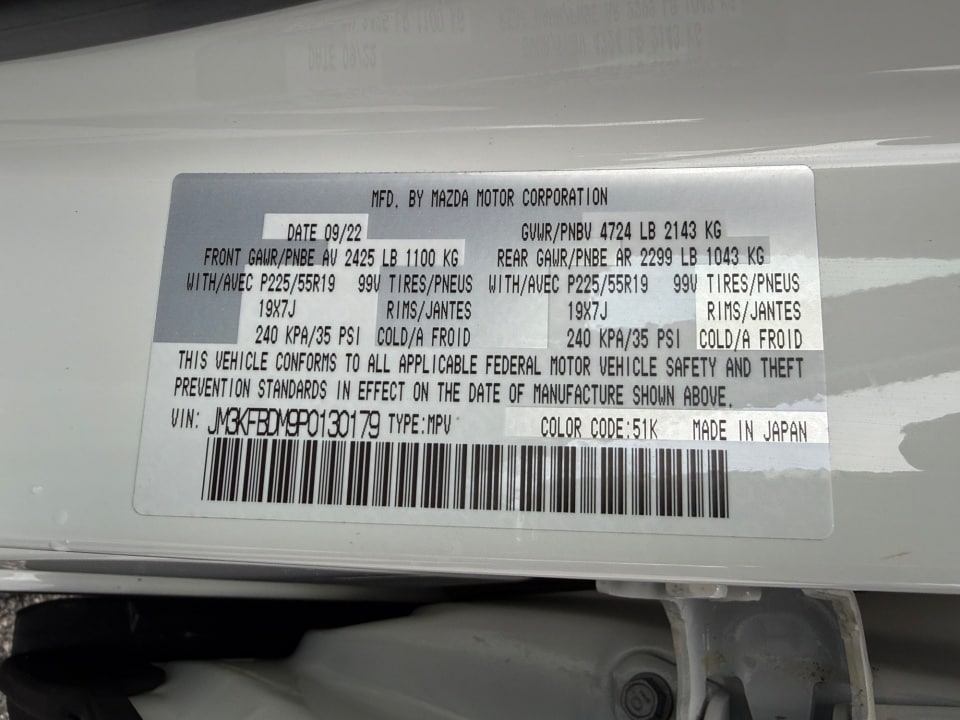 MFD. BY MAZDA MOTOR CORPORATION
DATE 09/22 GVWR/PNBV 4724 LB 2143 KG
FRONT GAWR/PNBE AV 2425 LB 1100 KG REAR GAWR/PNBE AR 2299 LB 1043 KG
WITH/AVEC P225/55R19 99V TIRES/PNEUS WITH/AVEC P225/55R19 99V TIRES/PNEUS
19X7J RIMS/JANTES 19X7J RIMS/JANTES
240 KPA/35 PSI COLD/A FROID 240 KPA/35 PSI COLD/A FROID
THIS VEHICLE CONFORMS TO ALL APPLICABLE FEDERAL MOTOR VEHICLE SAFETY AND THEFT
PREVENTION STANDARDS IN EFFECT ON THE DATE OF MANUFACTURE SHOWN ABOVE.
VIN: JM3KFBDM9P0130179 TYPE:MPV COLOR CODE:51K MADE IN JAPAN